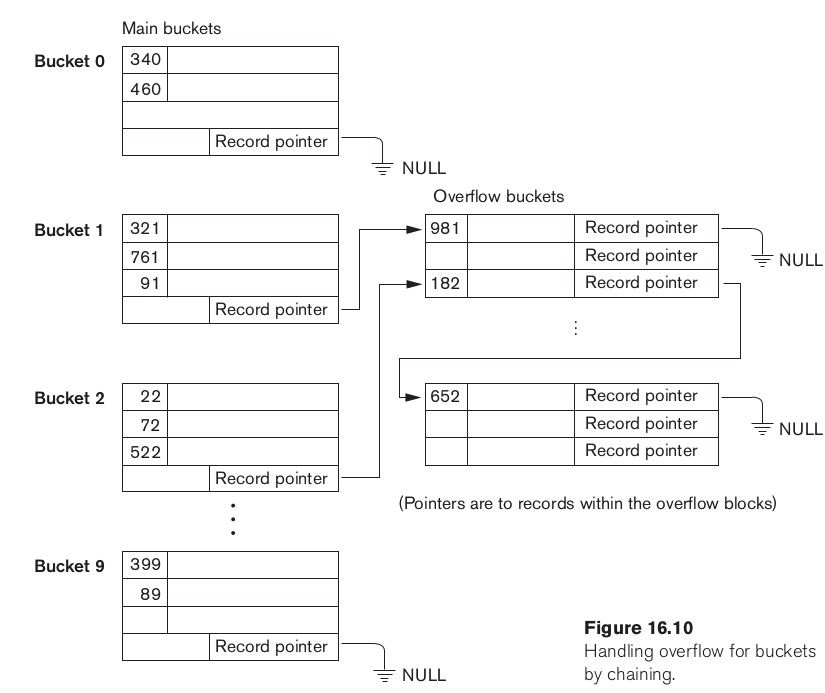 Main buckets
Bucket 0
340
460
Record pointer
NULL
Overflow buckets
Bucket 1
321
761
91
Record pointer
981
Record pointer
Record pointer
182
Record pointer
NULL
Bucket 2
22
72
522
Record pointer
652
Record pointer
Record pointer
Record pointer
NULL
(Pointers are to records within the overflow blocks)
Bucket 9
399
89
Record pointer
NULL
Figure 16.10
Handling overflow for buckets
by chaining.